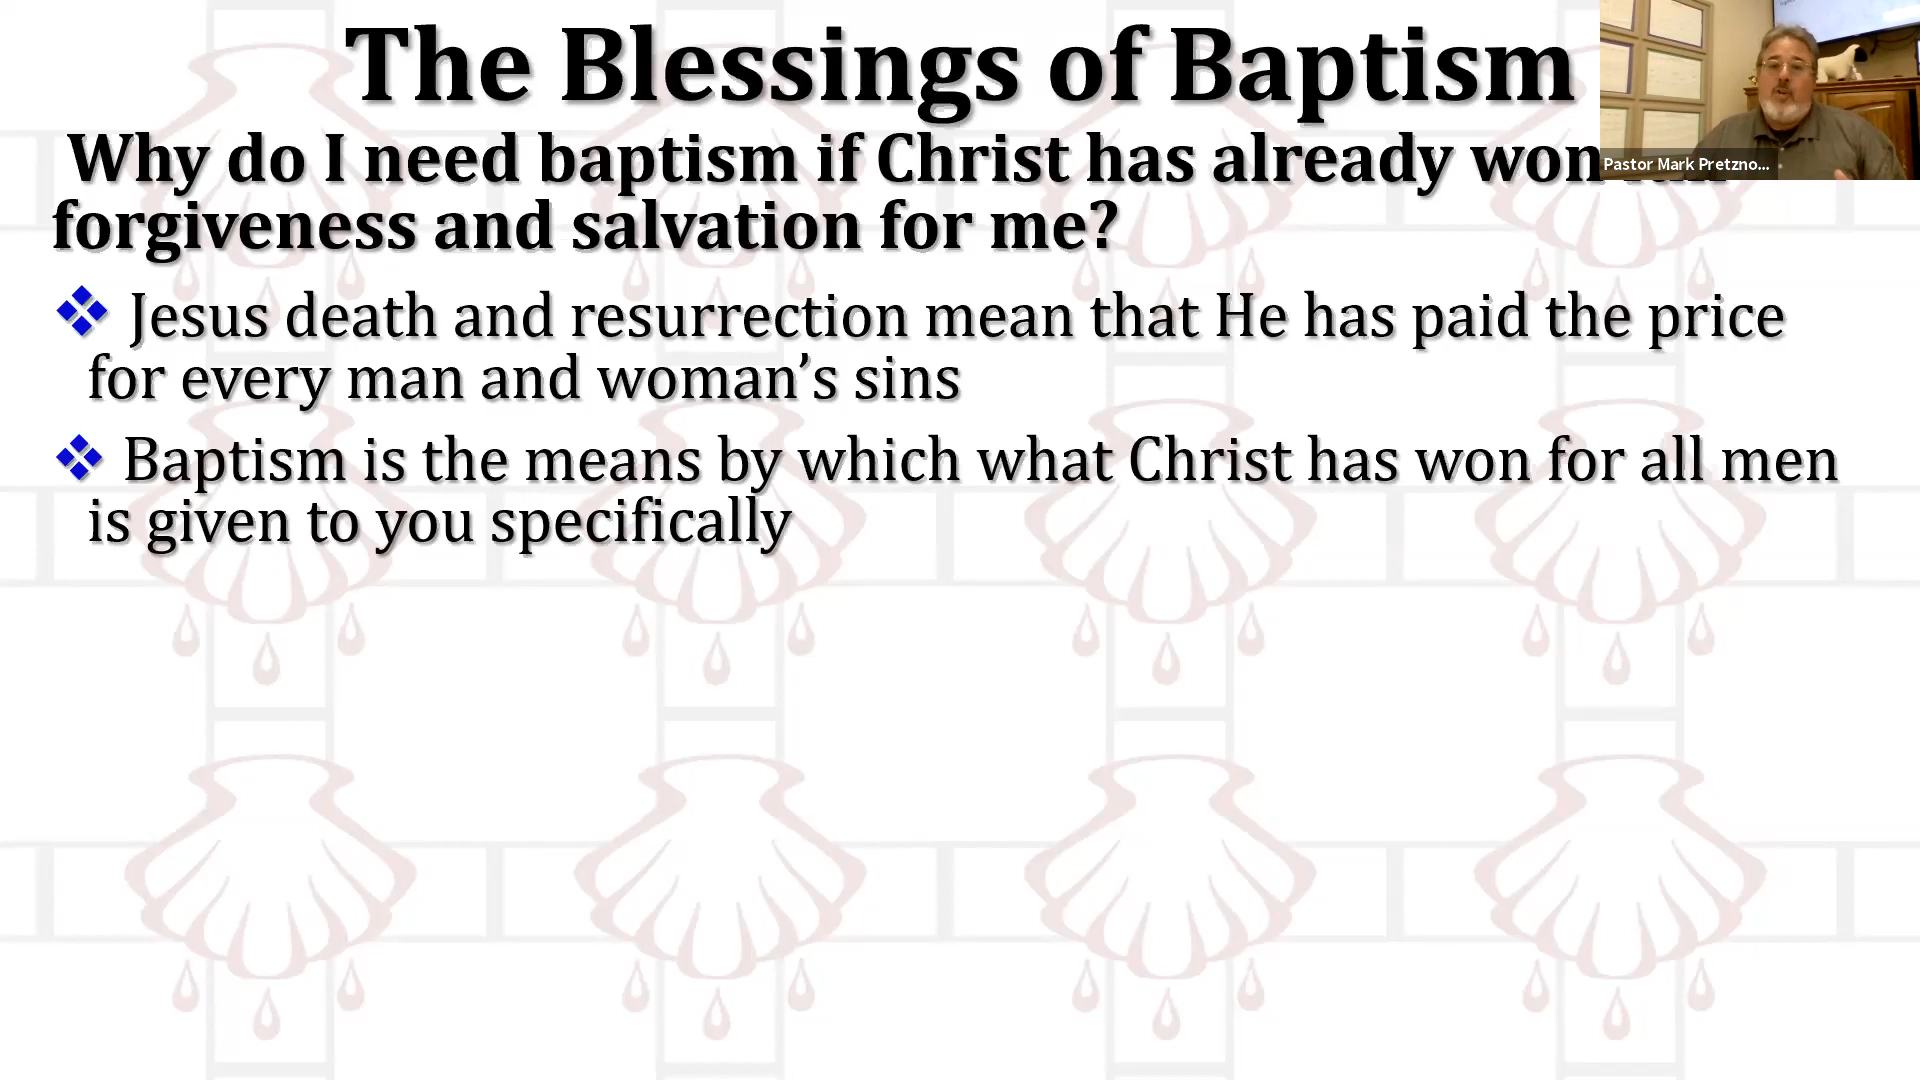 The Blessings of Baptism
Why do I need baptism if Christ has already won
forgiveness and salvation for me?
Jesus death and resurrection mean that He has paid the price
for every man and woman’s sins
Baptism is the means by which what Christ has won for all men
is given to you specifically
Pastor Mark Pretzno...